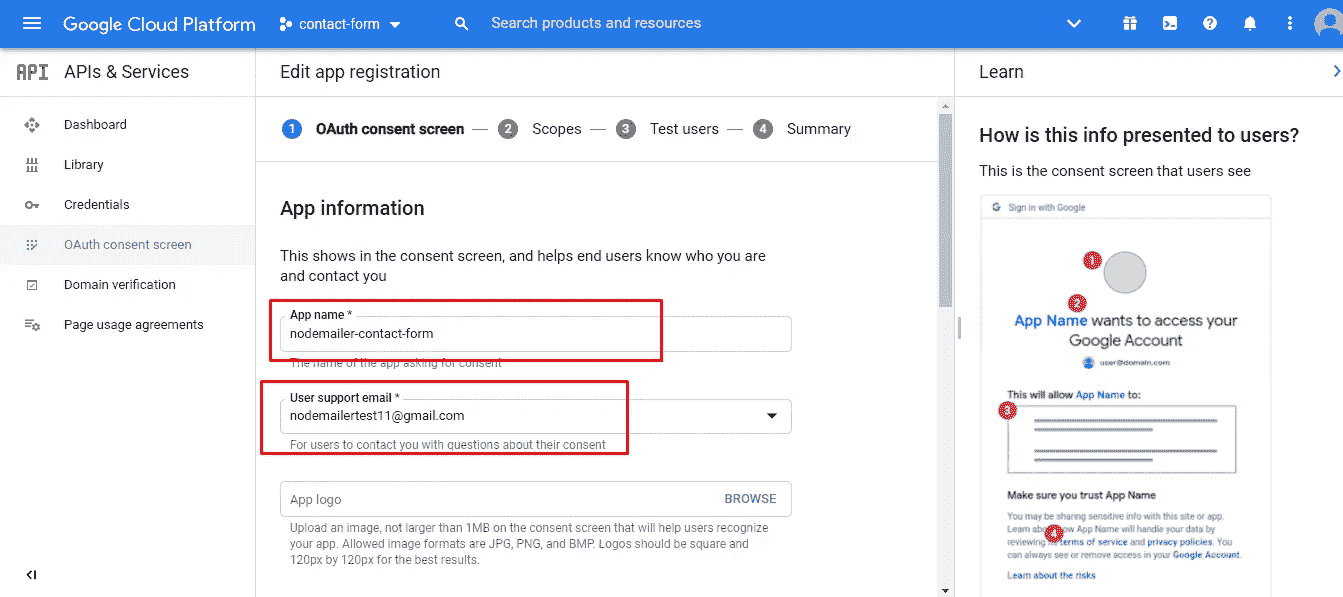 Google Cloud Platform
contact-form
Search products and resources
API APIs & Services
Edit app registration
Learn
Dashboard
Library
Credentials
OAuth consent screen
Domain verification
Page usage agreements
1 OAuth consent screen — 2 Scopes — 3 Test users — 4 Summary
App information
This shows in the consent screen, and helps end users know who you are
and contact you
App name *
nodemailer-contact-form
The name of the app asking for consent
User support email *
nodemailertest11@gmail.com
For users to contact you with questions about their consent
App logo
BROWSE
Upload an image, not larger than 1MB on the consent screen that will help users recognize
your app. Allowed image formats are JPG, PNG, and BMP. Logos should be square and
120px by 120px for the best results.
How is this info presented to users?
This is the consent screen that users see
G Sign in with Google
1
2
App Name wants to access your
Google Account
user@domain.com
This will allow App Name to:
3
Make sure you trust App Name
You may be sharing sensitive info with this site or app.
Learn about how App Name will handle your data by
reviewing its terms of service and privacy policies. You
4
can always see or remove access in your Google Account.
Learn about the risks